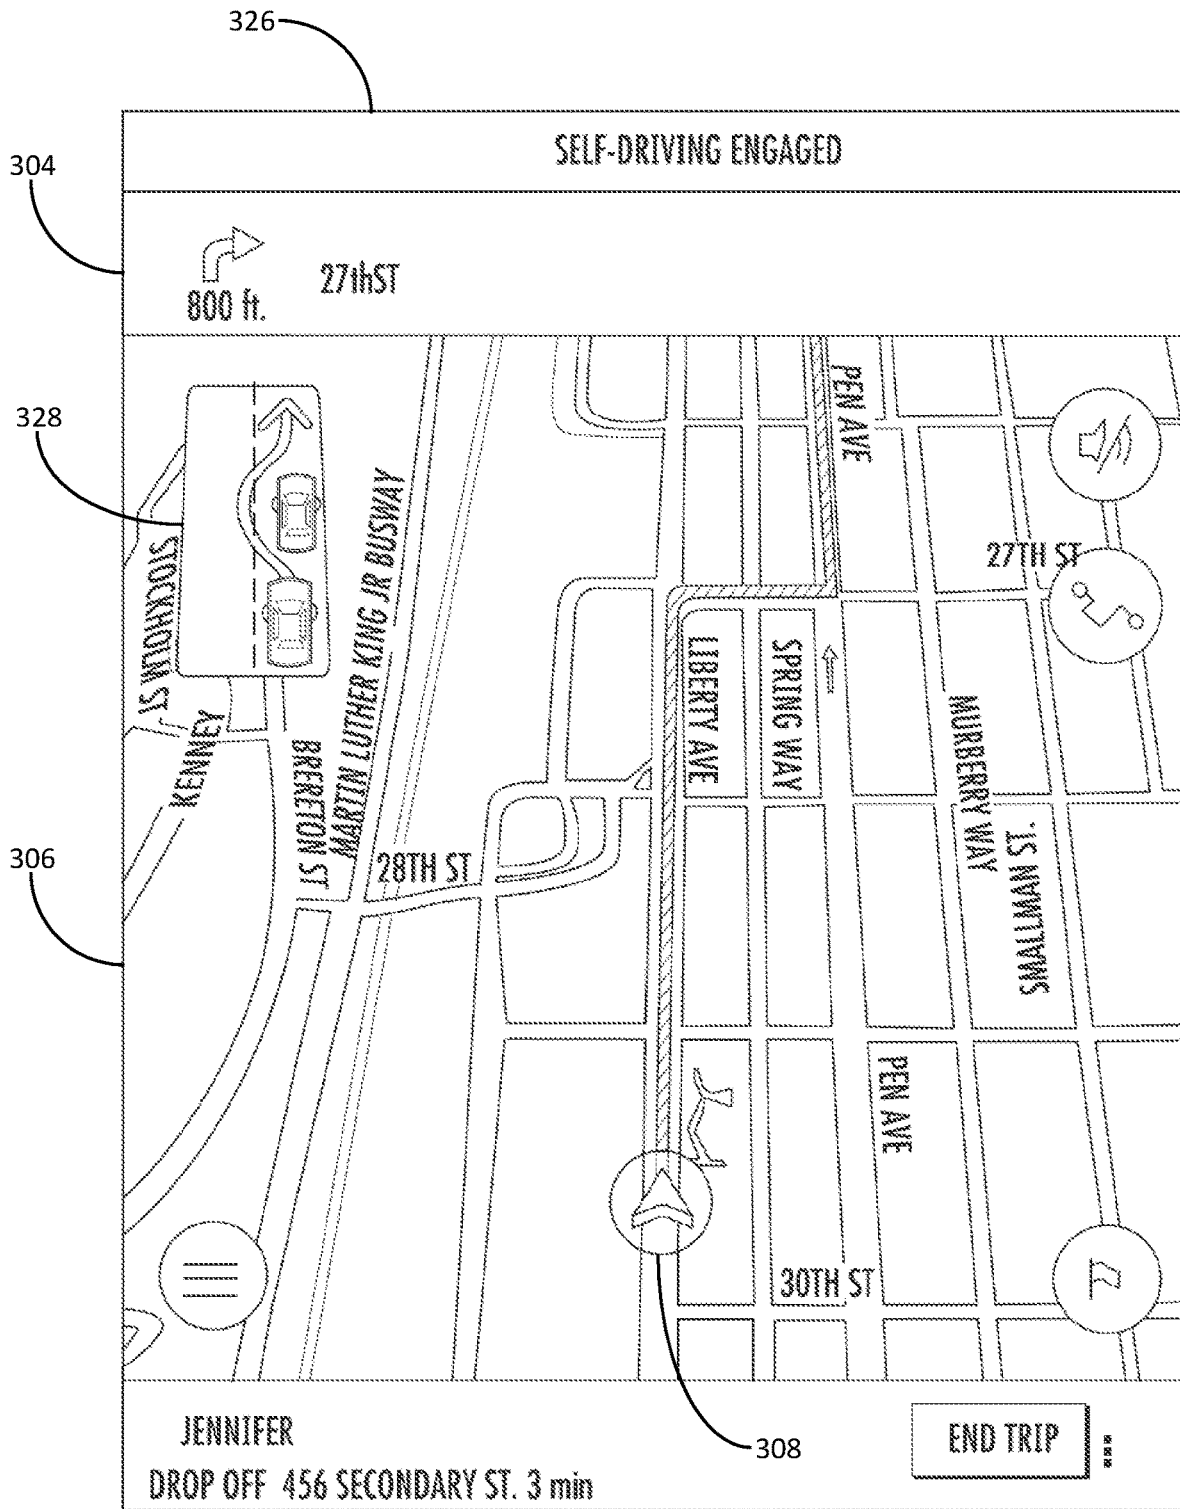 326
SELF-DRIVING ENGAGED
304
800 ft.
27thST
328
PEN AVE
27TH ST
STOCKHOLM ST
MARTIN LUTHER KING JR BUSWAY
KENNEY
BRERETON ST
LIBERTY AVE
SPRING WAY
MURBERRY WAY
28TH ST
306
SMALLMAN ST.
PEN AVE
30TH ST
JENNIFER
308
END TRIP
DROP OFF 456 SECONDARY ST. 3 min